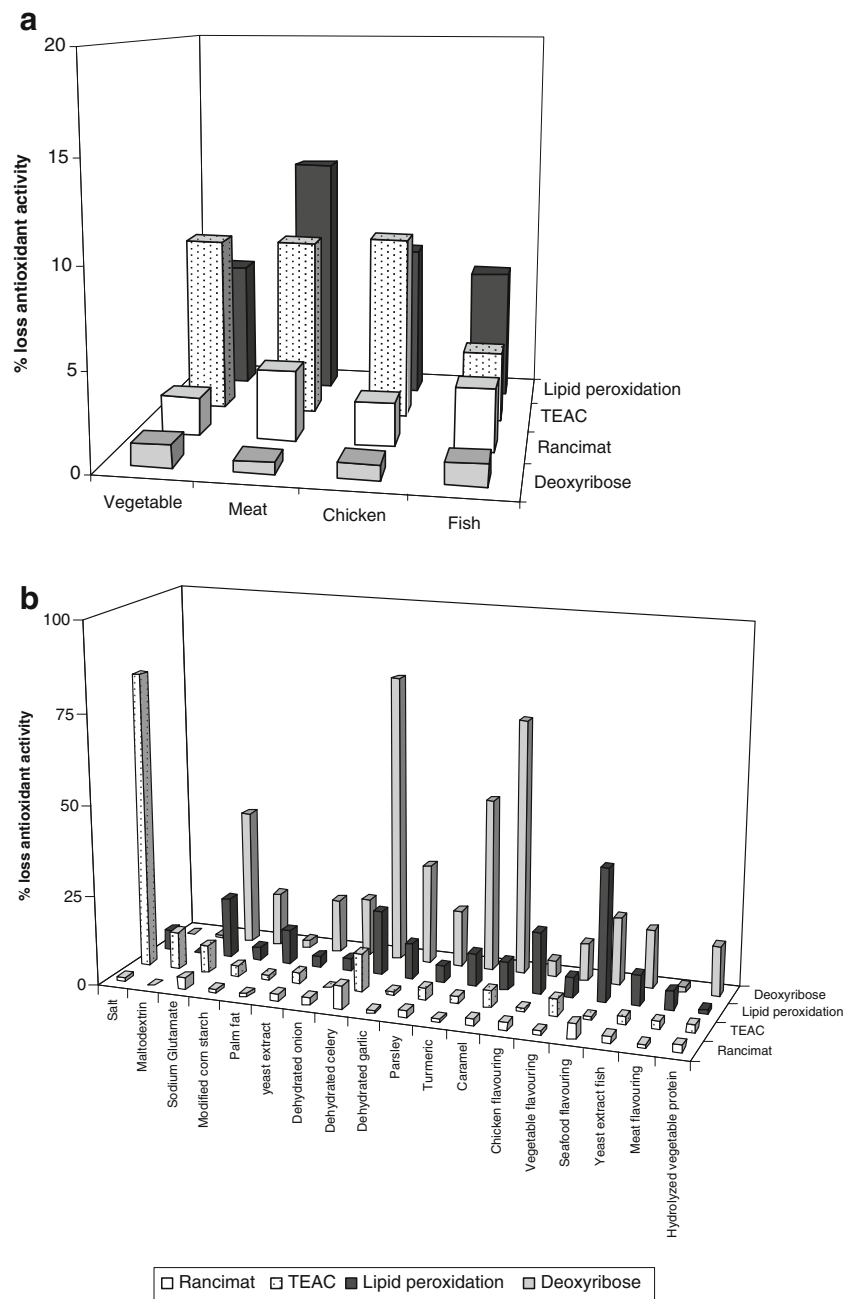 a
% loss antioxidant activity
20
15
10
5
0
Vegetable
Meat
Chicken
Fish
Lipid peroxidation
TEAC
Rancimat
Deoxyribose
b
% loss antioxidant activity
100
75
50
25
0
Salt
Maltodextrin
Sodium Glutamate
Modified corn starch
Palm fat
yeast extract
Dehydrated onion
Dehydrated celery
Dehydrated garlic
Parsley
Turmeric
Caramel
Chicken flavouring
Vegetable flavouring
Seafood flavouring
Yeast extract fish
Meat flavouring
Hydrolyzed vegetable protein
Deoxyribose
Lipid peroxidation
TEAC
Rancimat
Rancimat TEAC Lipid peroxidation Deoxyribose